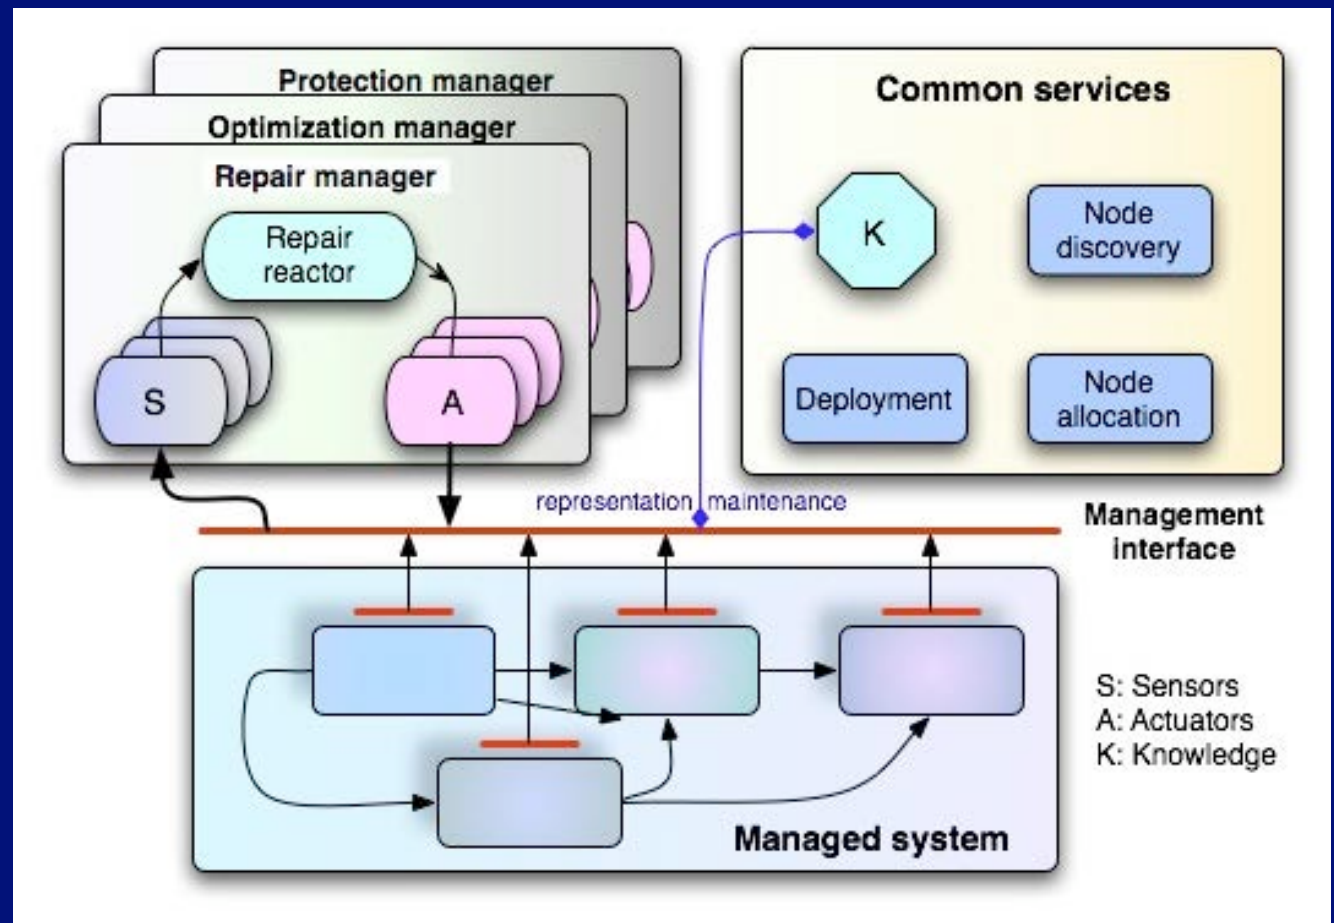 Protection manager
Optimization manager
Repair manager
Repair
reactor
S
A
Common services
K
Node
discovery
Deployment
Node
allocation
representation maintenance
Management
interface
Managed system
S: Sensors
A: Actuators
K: Knowledge